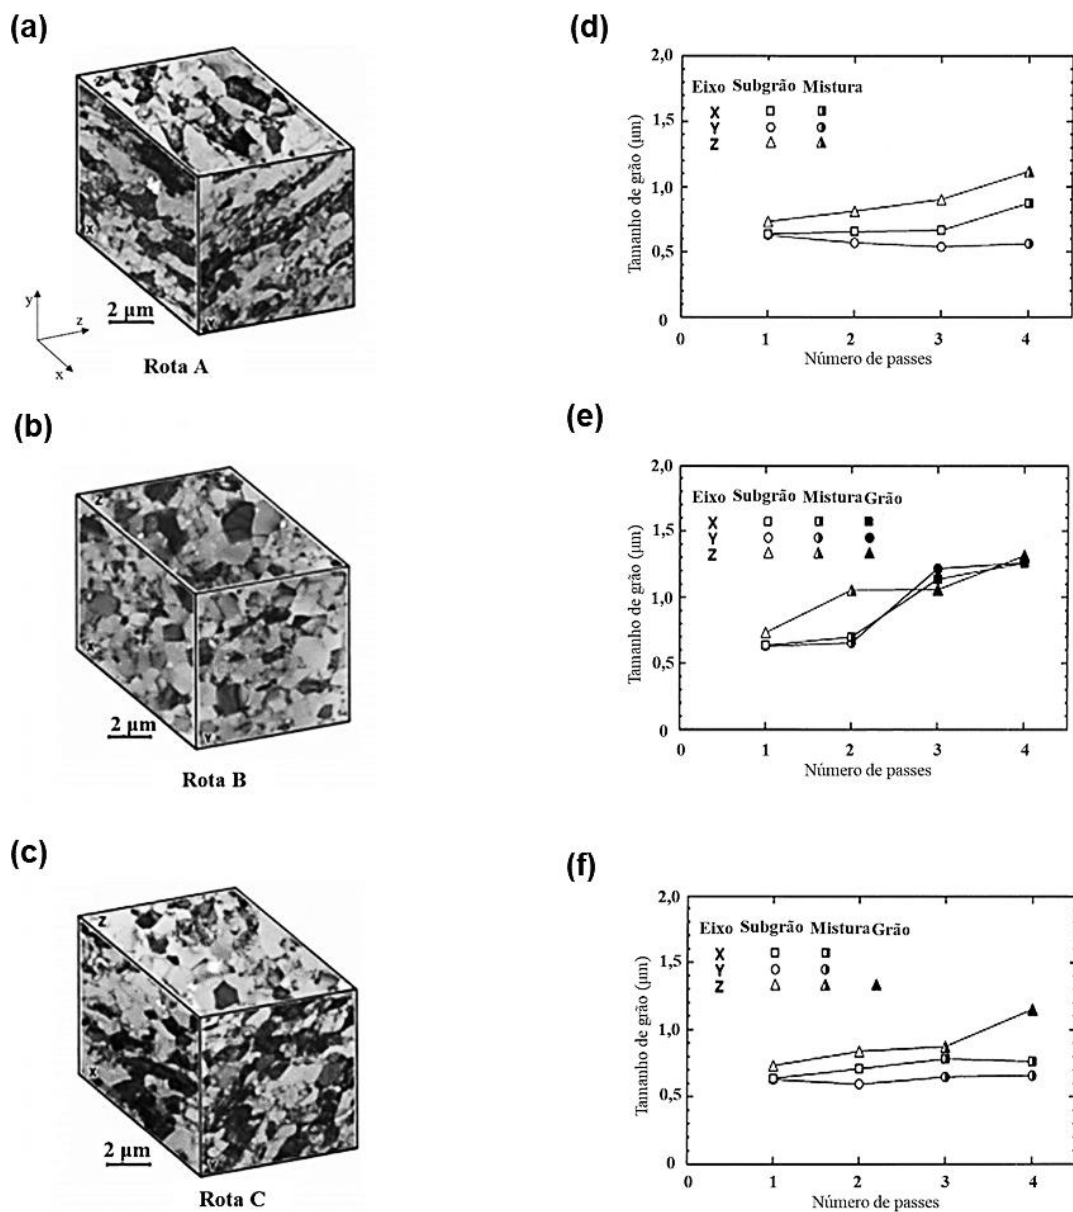 (a)
Z
X
Y
y
z
x
2 µm
Rota A
(d)
Tamanho de grão (µm)
2,0
1,5
1,0
0,5
0
Eixo Subgrão Mistura
X
Y
Z
0 1 2 3 4
Número de passes
(b)
Z
X
Y
2 µm
Rota B
(e)
Tamanho de grão (µm)
2,0
1,5
1,0
0,5
0
Eixo Subgrão Mistura Grão
X
Y
Z
0 1 2 3 4
Número de passes
(c)
Z
X
Y
2 µm
Rota C
(f)
Tamanho de grão (µm)
2,0
1,5
1,0
0,5
0
Eixo Subgrão Mistura Grão
X
Y
Z
0 1 2 3 4
Número de passes